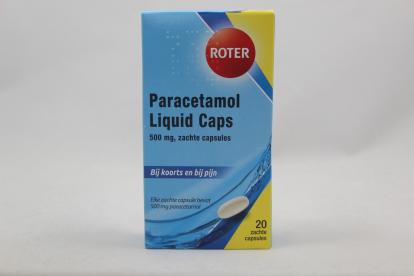 ROTER
Paracetamol
Liquid Caps
500 mg, zachte capsules
Bij koorts en bij pijn
Elke zachte capsule bevat
500 mg paracetamol
20
zachte
capsules